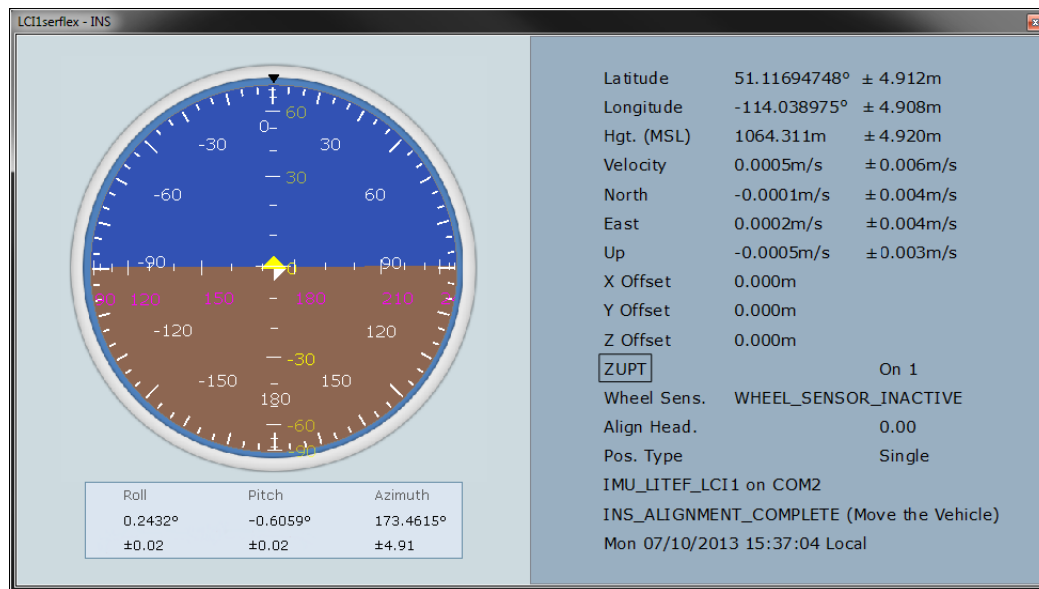 LCI1serflex - INS
60
0
-30
30
30
-60
60
-90
0
90
120
150
180
210
-120
120
-30
-150
150
180
-60
-90
Roll Pitch Azimuth
0.2432° -0.6059° 173.4615°
±0.02 ±0.02 ±4.91
Latitude 51.11694748° ± 4.912m
Longitude -114.038975° ± 4.908m
Hgt. (MSL) 1064.311m ± 4.920m
Velocity 0.0005m/s ±0.006m/s
North -0.0001m/s ±0.004m/s
East 0.0002m/s ±0.004m/s
Up -0.0005m/s ±0.003m/s
X Offset 0.000m
Y Offset 0.000m
Z Offset 0.000m
ZUPT On 1
Wheel Sens. WHEEL_SENSOR_INACTIVE
Align Head. 0.00
Pos. Type Single
IMU_LITEF_LCI1 on COM2
INS_ALIGNMENT_COMPLETE (Move the Vehicle)
Mon 07/10/2013 15:37:04 Local